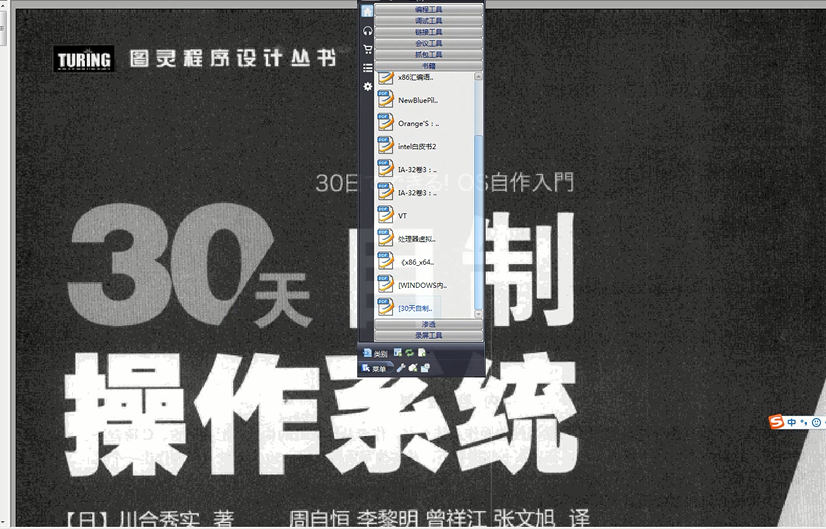 TURING 图灵程序设计丛书
编程工具
调试工具
链接工具
会议工具
抓包工具
书籍
x86汇编语..
NewBluePil..
Orange'S：..
intel白皮书2
IA-32卷3：..
IA-32卷3：..
VT
处理器虚拟..
《x86_x64..
[WINDOWS内..
[30天自制..
渗透
录屏工具
类别
菜单
30日 る! OS自作入門
30天 自制
操作系统
【日】川合秀实 著 周自恒 李黎明 曾祥江 张文旭 译
中